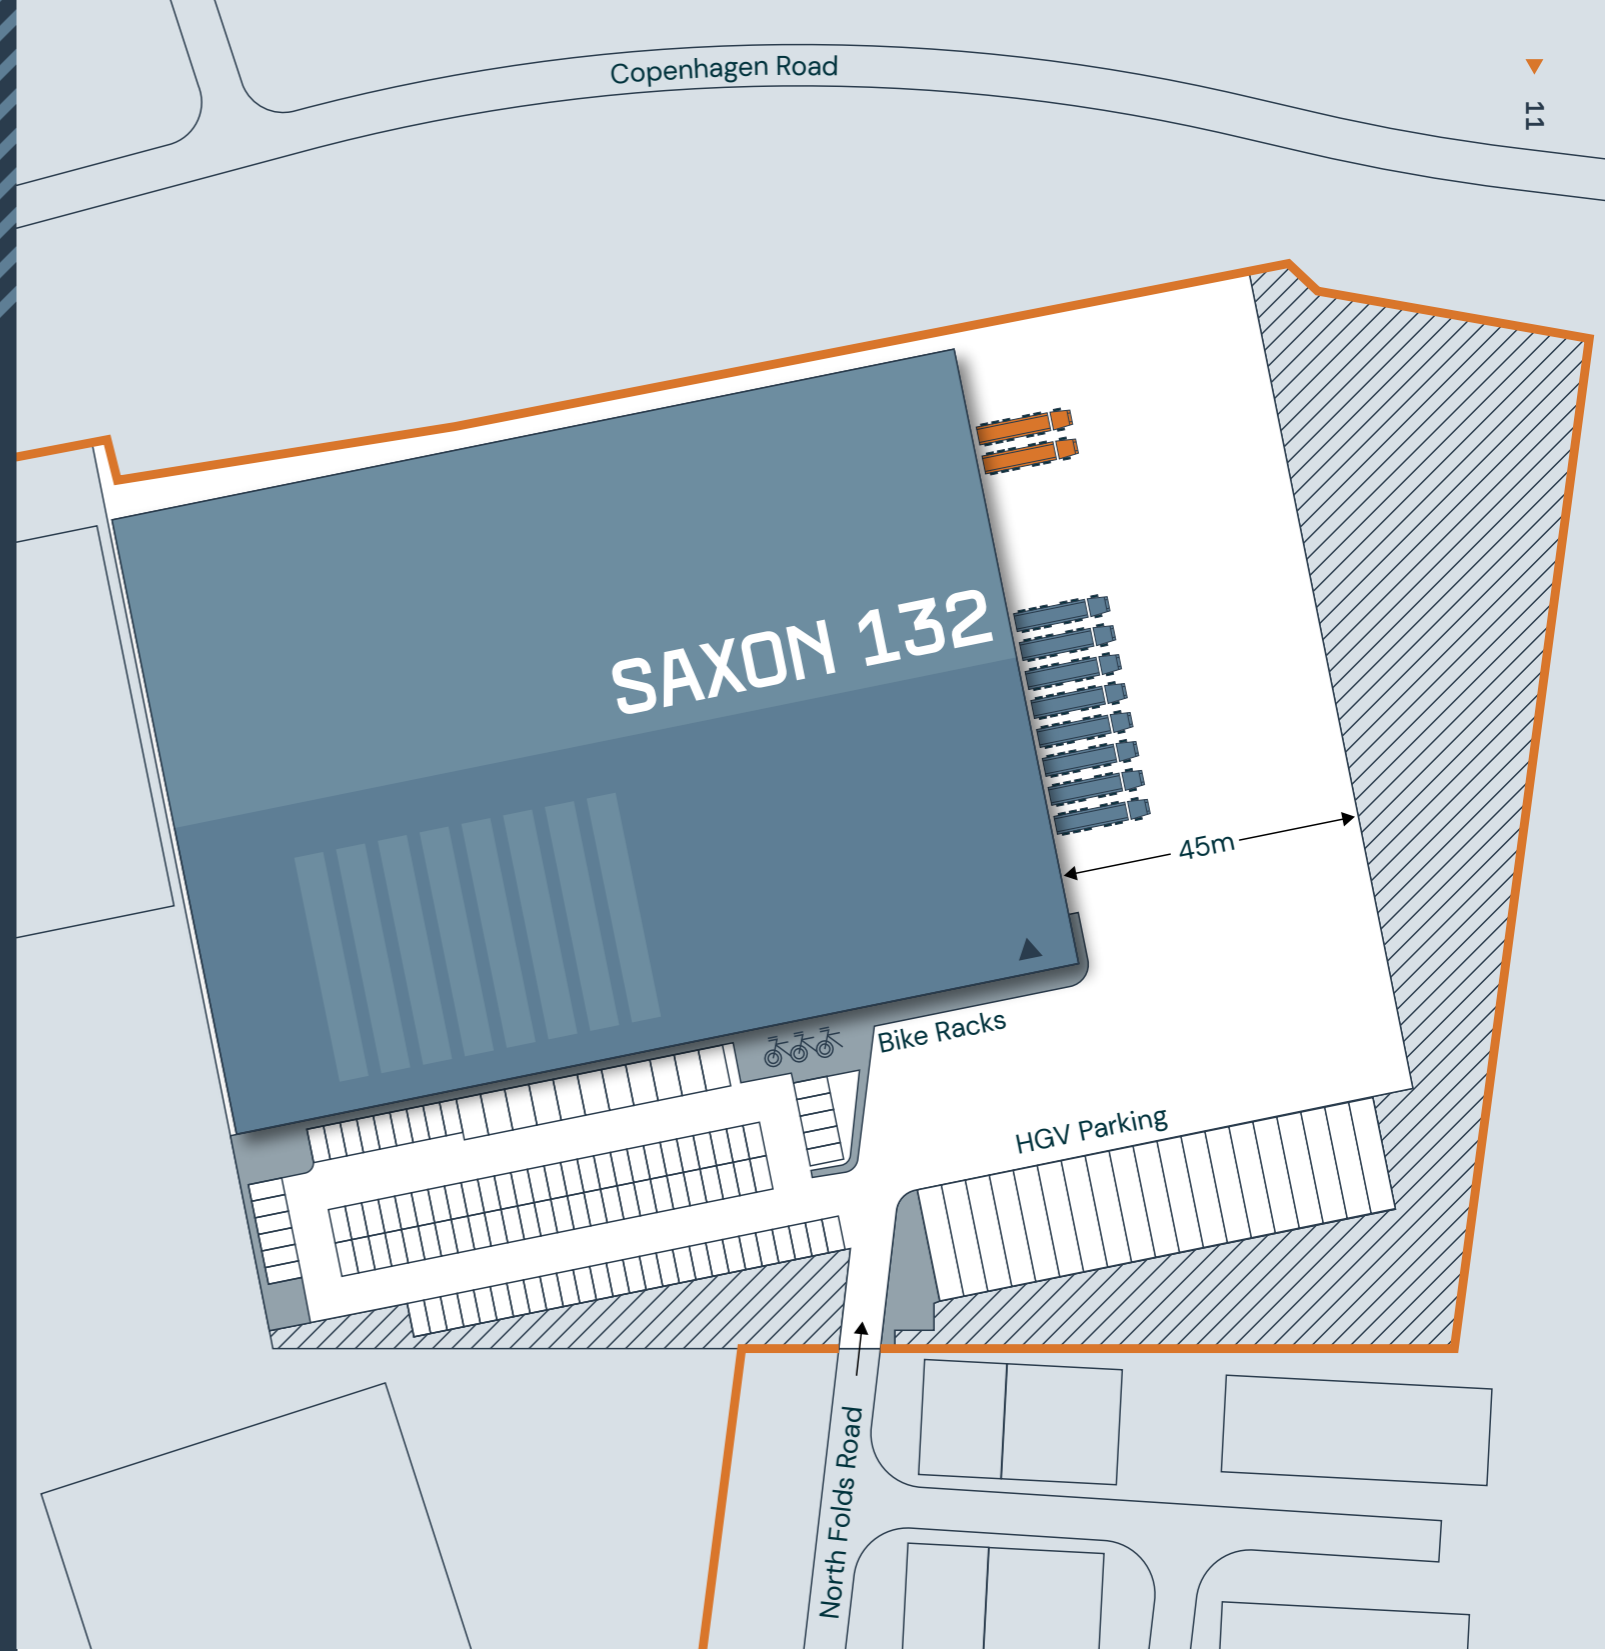 Copenhagen Road
11
SAXON 132
45m
Bike Racks
HGV Parking
North Folds Road